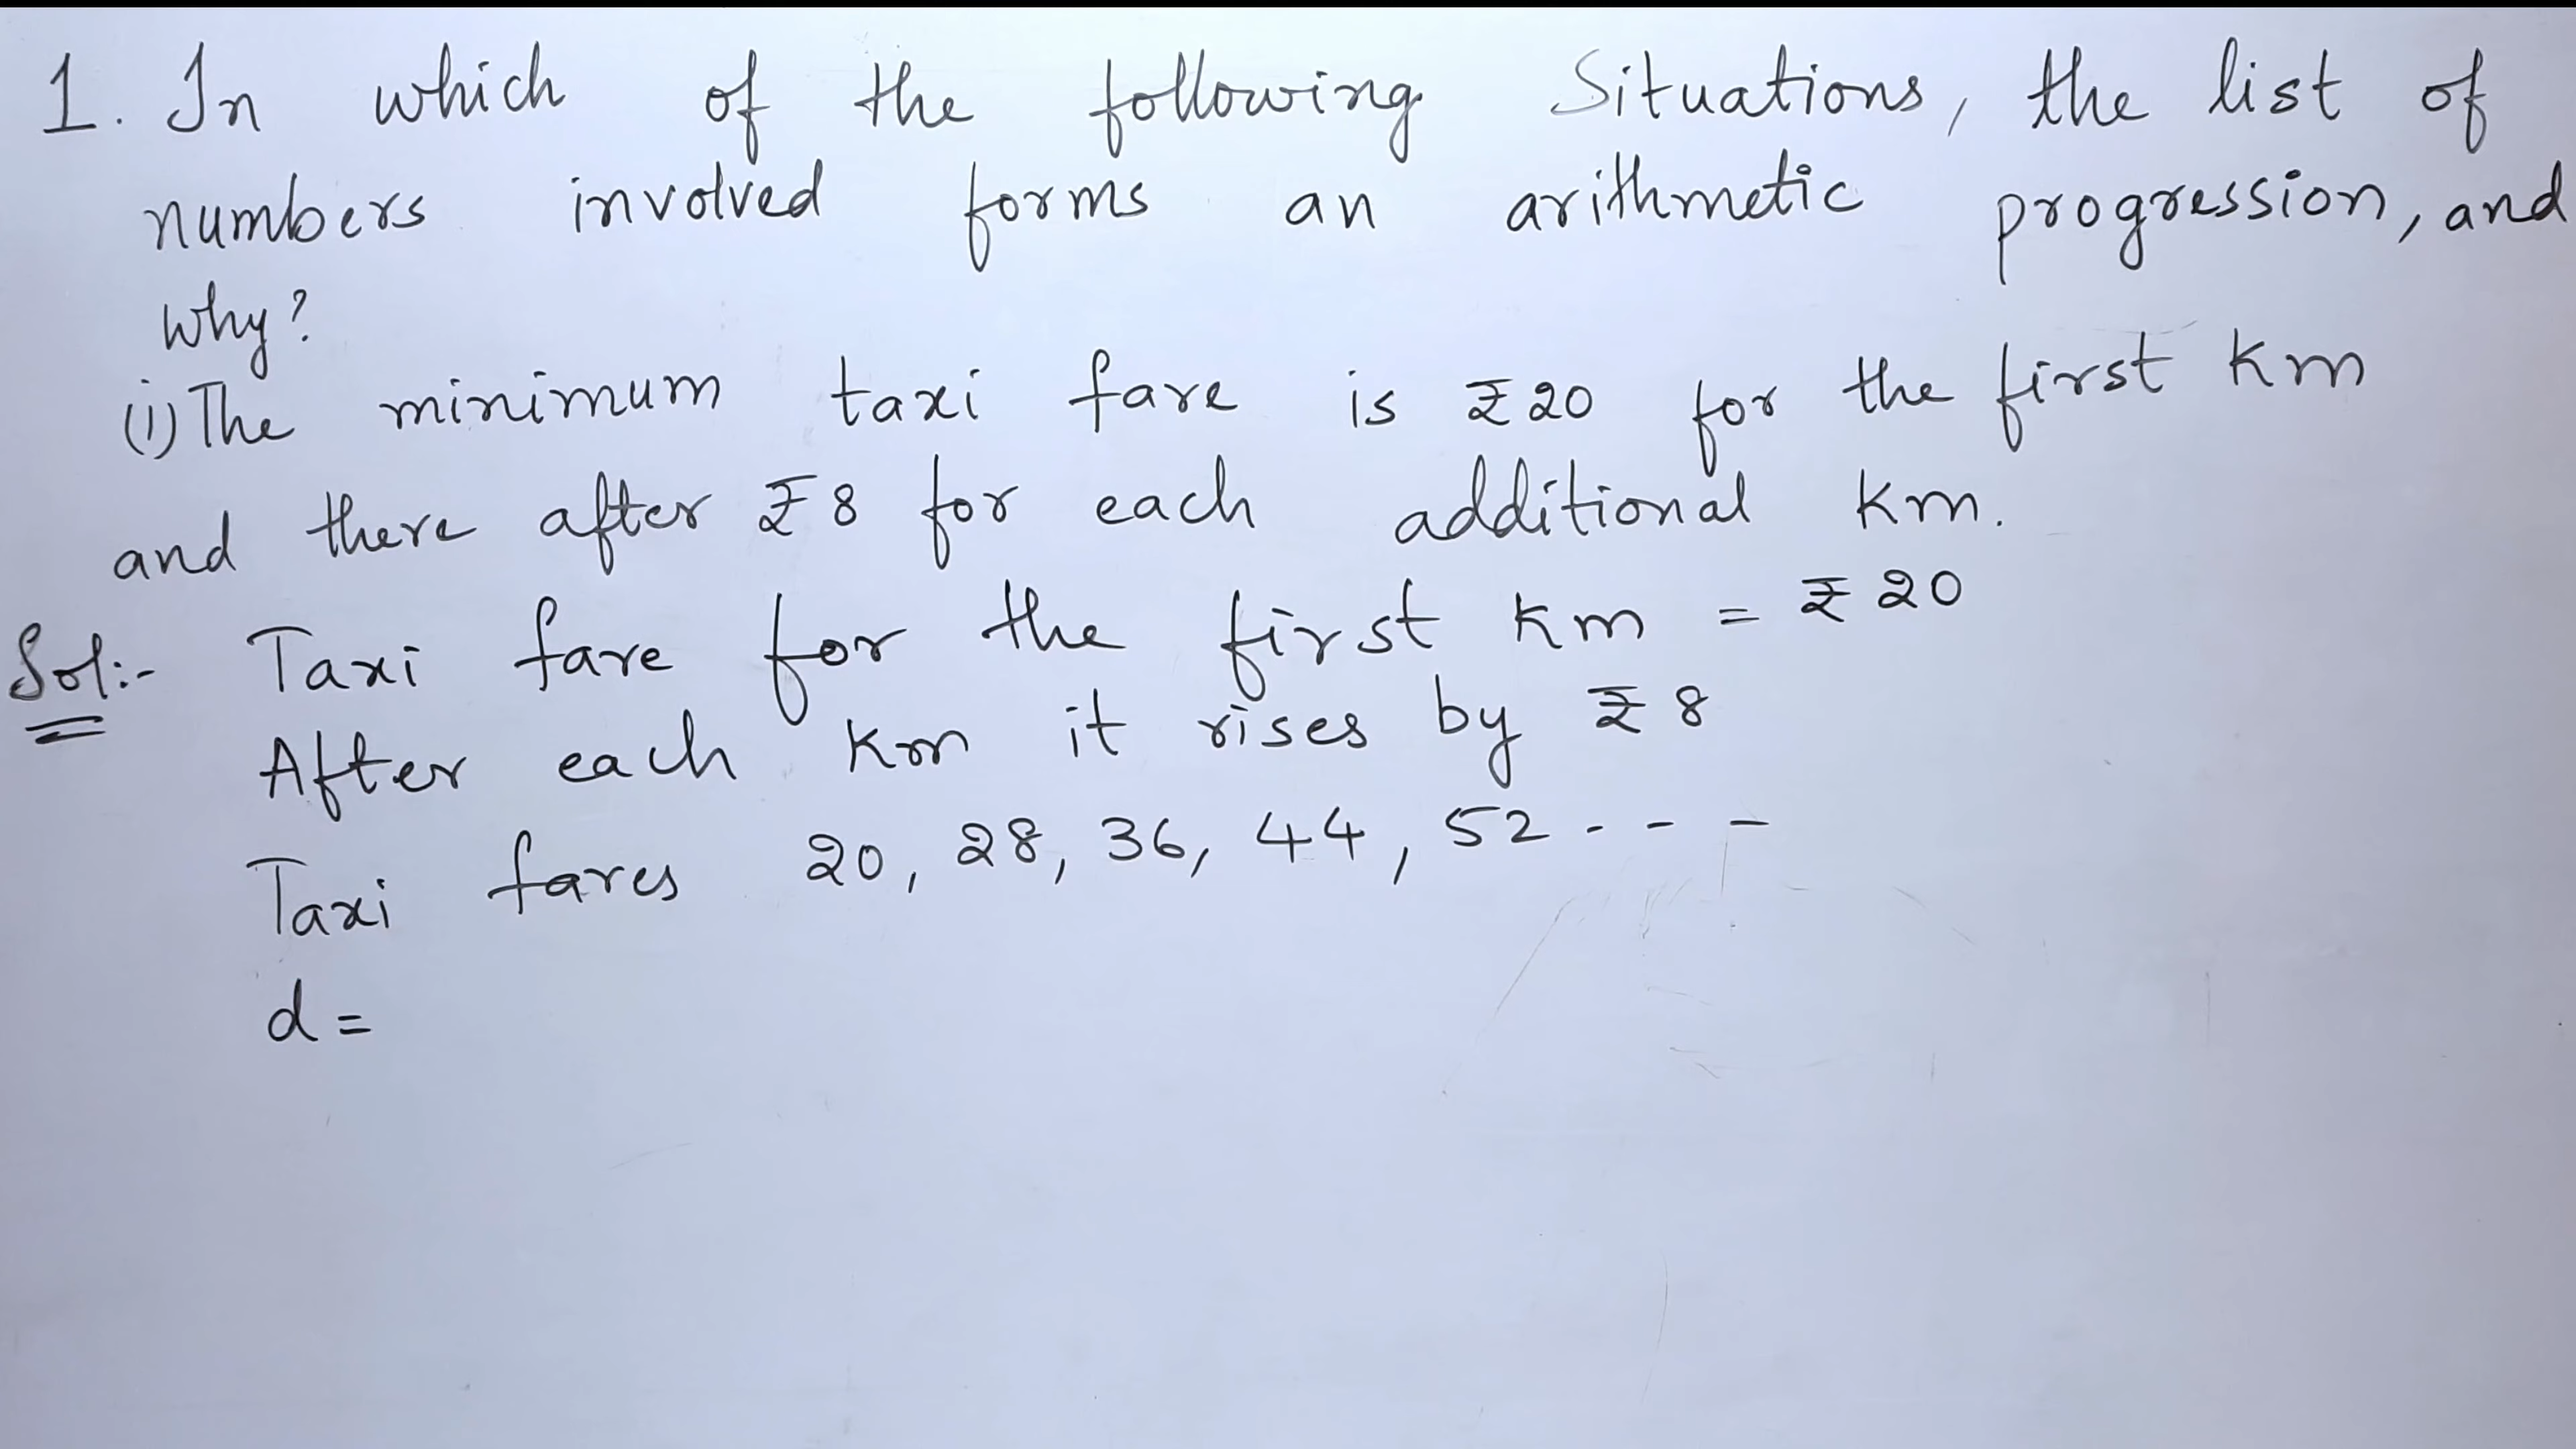 1. In which of the following Situations, the list of
numbers involved forms an arithmetic progression, and
why?
(i) The minimum taxi fare is ₹20 for the first Km
and there after ₹8 for each additional Km.
Sol:- Taxi fare for the first Km = ₹20
After each Km it rises by ₹8
Taxi fares 20, 28, 36, 44, 52 - - -
d =